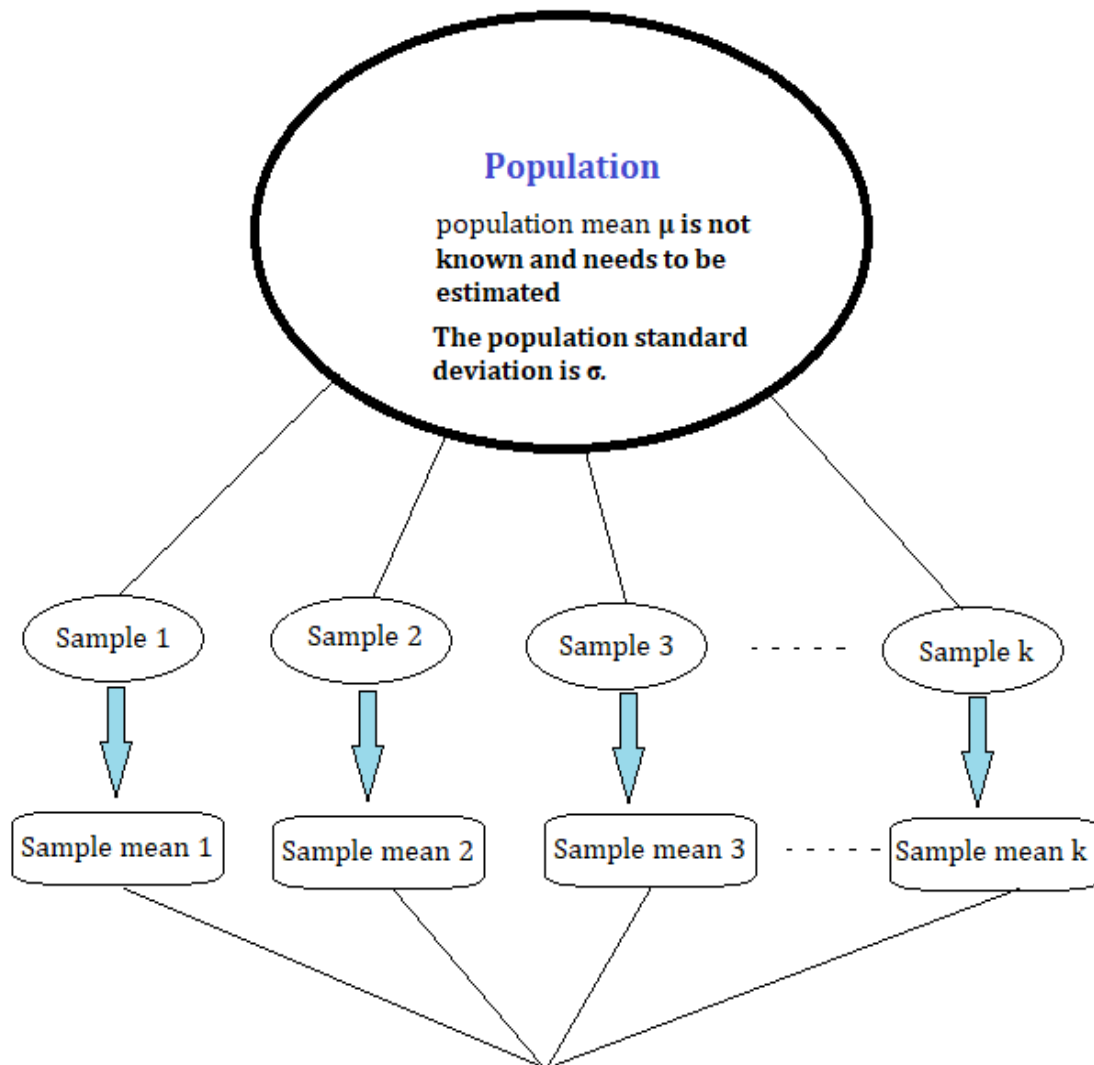 Population
population mean μ is not
known and needs to be
estimated
The population standard
deviation is σ.
Sample 1
Sample 2
Sample 3
Sample k
Sample mean 1
Sample mean 2
Sample mean 3
Sample mean k